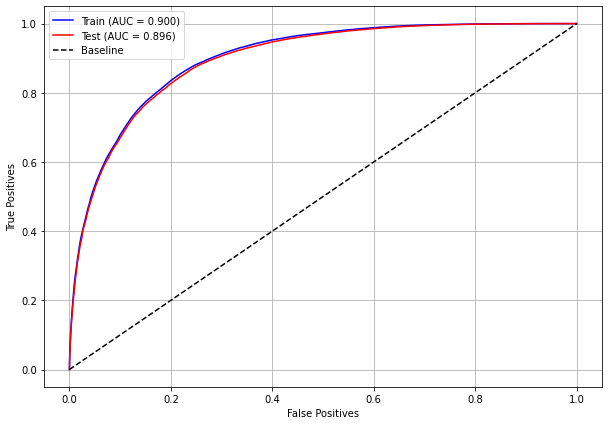 Train (AUC = 0.900)
Test (AUC = 0.896)
Baseline
1.0
0.8
0.6
0.4
0.2
0.0
True Positives
0.0 0.2 0.4 0.6 0.8 1.0
False Positives